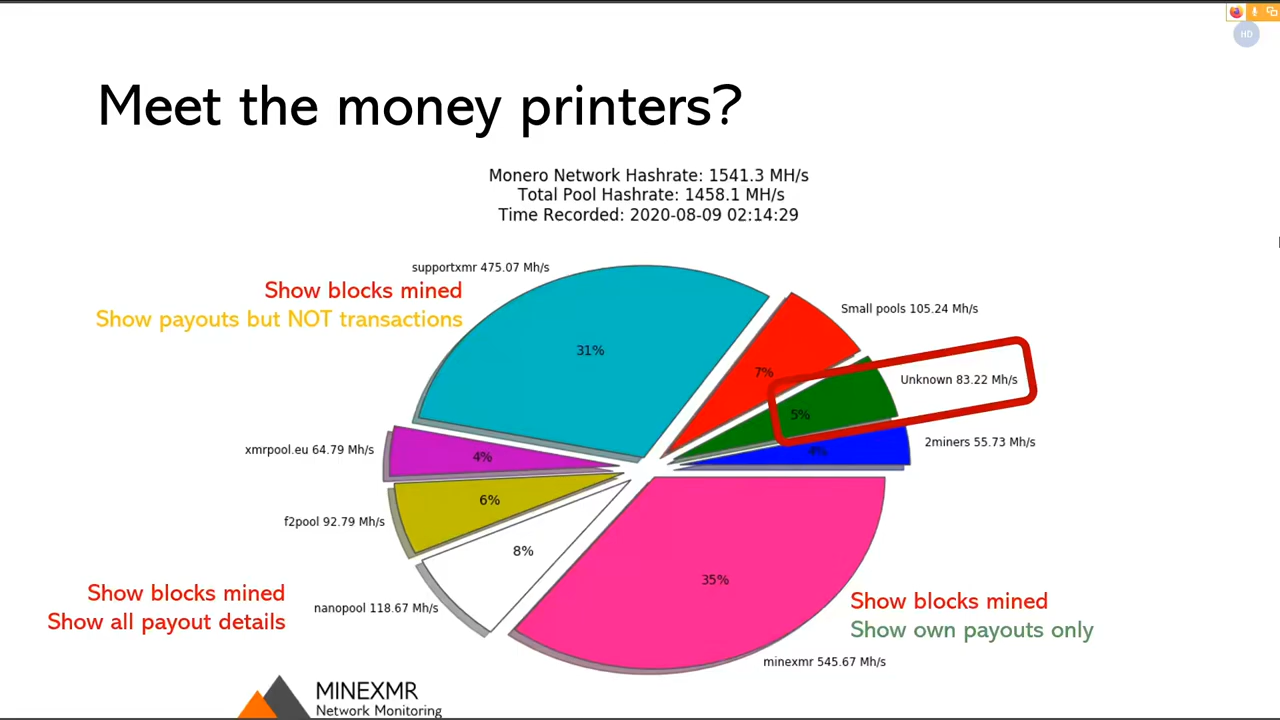 HD
Meet the money printers?
Monero Network Hashrate: 1541.3 MH/s
Total Pool Hashrate: 1458.1 MH/s
Time Recorded: 2020-08-09 02:14:29
supportxmr 475.07 Mh/s
Show blocks mined
Show payouts but NOT transactions
31%
Small pools 105.24 Mh/s
7%
Unknown 83.22 Mh/s
5%
2miners 55.73 Mh/s
4%
xmrpool.eu 64.79 Mh/s
4%
f2pool 92.79 Mh/s
6%
nanopool 118.67 Mh/s
8%
Show blocks mined
Show all payout details
35%
minexmr 545.67 Mh/s
Show blocks mined
Show own payouts only
MINEXMR
Network Monitoring